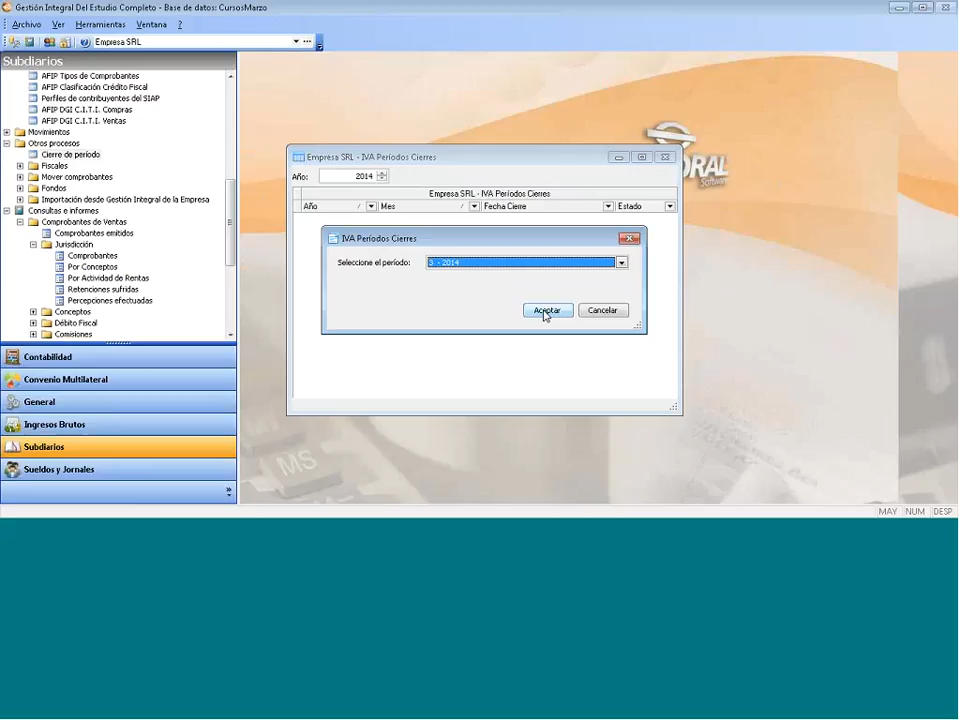 Gestión Integral Del Estudio Completo - Base de datos: CursosMarzo
Archivo Ver Herramientas Ventana ?
Empresa SRL
Subdiarios
AFIP Tipos de Comprobantes
AFIP Clasificación Crédito Fiscal
Perfiles de contribuyentes del SIAP
AFIP DGI C.I.T.I. Compras
AFIP DGI C.I.T.I. Ventas
Movimientos
Otros procesos
Cierre de período
Fiscales
Mover comprobantes
Fondos
Importación desde Gestión Integral de la Empresa
Consultas e informes
Comprobantes de Ventas
Comprobantes emitidos
Jurisdicción
Comprobantes
Por Conceptos
Por Actividad de Rentas
Retenciones sufridas
Percepciones efectuadas
Conceptos
Débito Fiscal
Comisiones
Contabilidad
Convenio Multilateral
General
Ingresos Brutos
Subdiarios
Sueldos y Jornales
Empresa SRL - IVA Períodos Cierres
Año: 2014
Empresa SRL - IVA Períodos Cierres
Año / Mes / Fecha Cierre Estado
IVA Períodos Cierres
Seleccione el período: 3 - 2014
Aceptar Cancelar
Software
MS
MAY NUM DESP